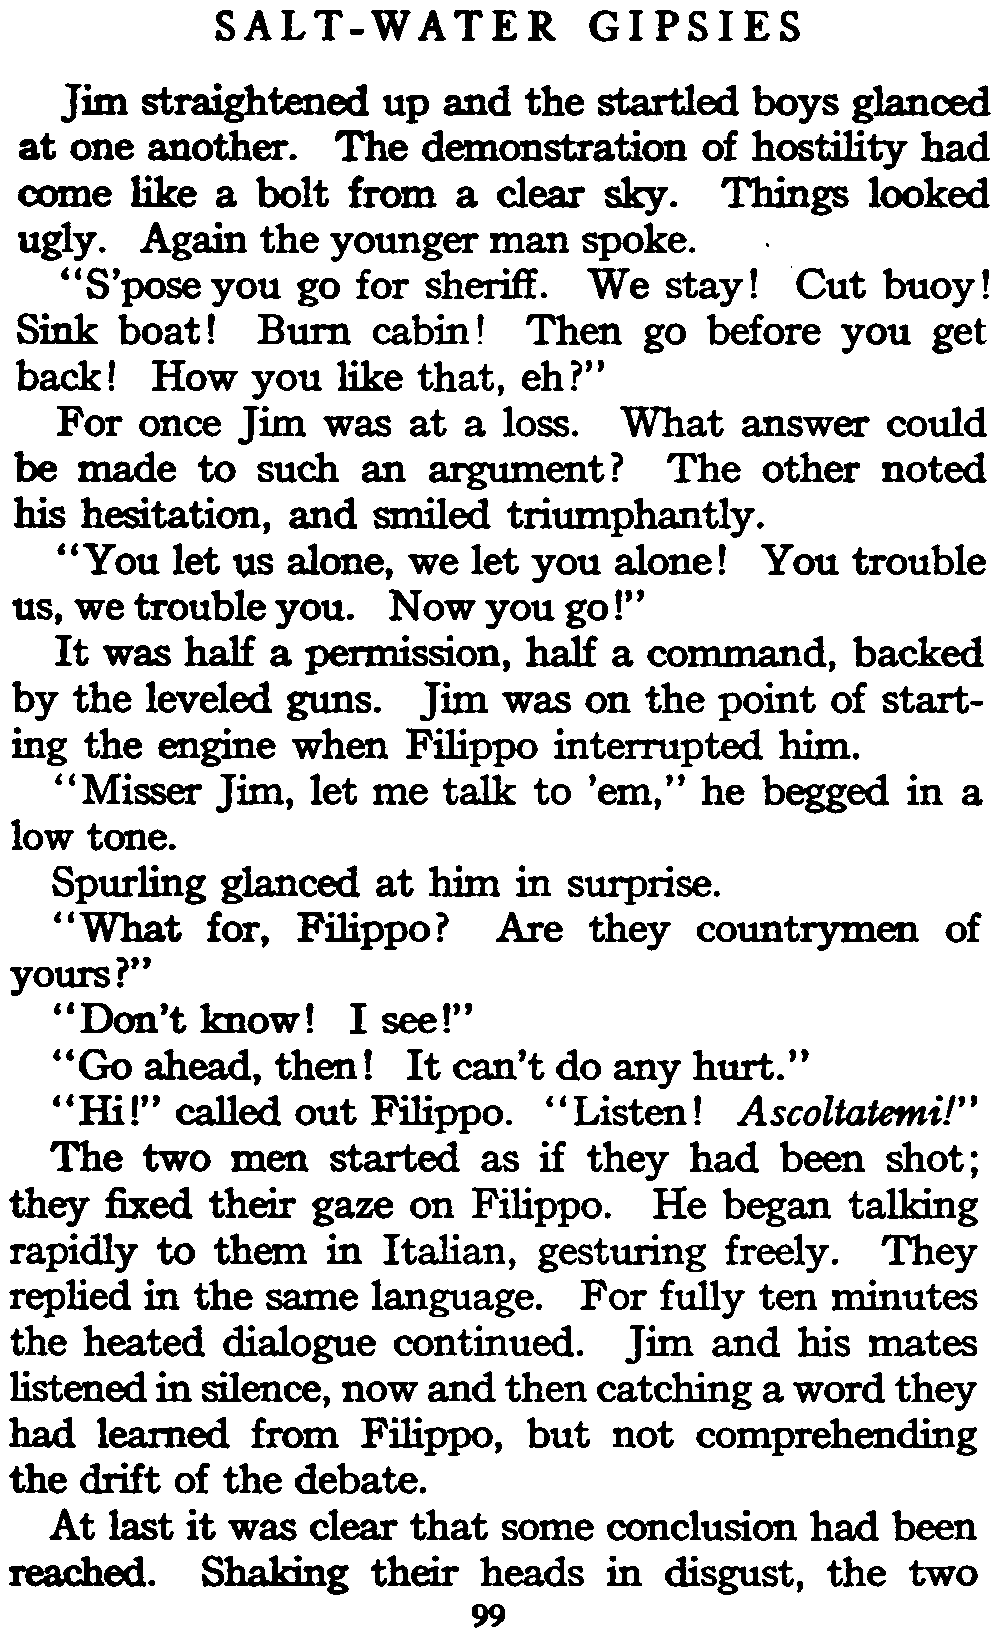 SALT-WATER GIPSIES
Jim straightened up and the startled boys glanced
at one another. The demonstration of hostility had
come like a bolt from a clear sky. Things looked
ugly. Again the younger man spoke.
“S’pose you go for sheriff. We stay! Cut buoy!
Sink boat! Burn cabin! Then go before you get
back! How you like that, eh?”
For once Jim was at a loss. What answer could
be made to such an argument? The other noted
his hesitation, and smiled triumphantly.
“You let us alone, we let you alone! You trouble
us, we trouble you. Now you go!”
It was half a permission, half a command, backed
by the leveled guns. Jim was on the point of start-
ing the engine when Filippo interrupted him.
“Misser Jim, let me talk to ’em,” he begged in a
low tone.
Spurling glanced at him in surprise.
“What for, Filippo? Are they countrymen of
yours?”
“Don’t know! I see!”
“Go ahead, then! It can’t do any hurt.”
“Hi!” called out Filippo. “Listen! Ascoltatemi!”
The two men started as if they had been shot;
they fixed their gaze on Filippo. He began talking
rapidly to them in Italian, gesturing freely. They
replied in the same language. For fully ten minutes
the heated dialogue continued. Jim and his mates
listened in silence, now and then catching a word they
had learned from Filippo, but not comprehending
the drift of the debate.
At last it was clear that some conclusion had been
reached. Shaking their heads in disgust, the two
99